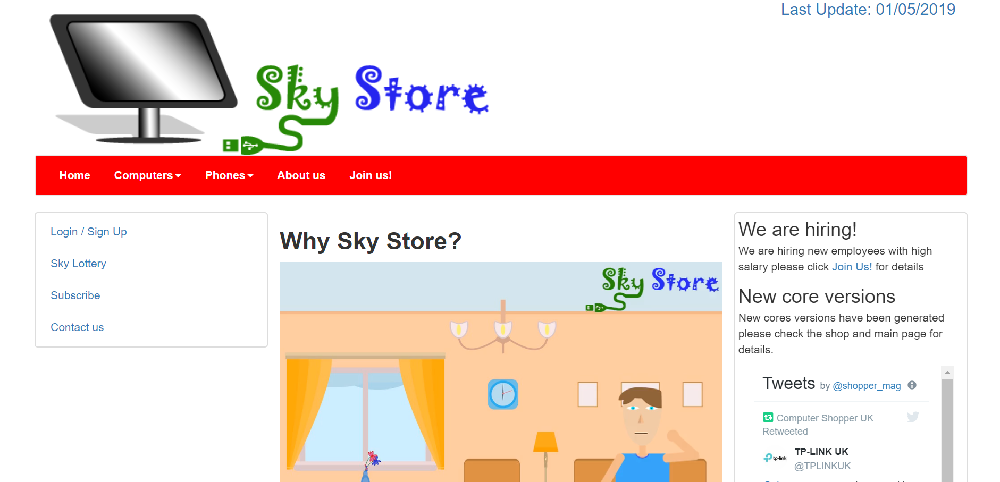 Last Update: 01/05/2019
Sky Store
Home Computers Phones About us Join us!
Login / Sign Up
Sky Lottery
Subscribe
Contact us
Why Sky Store?
Sky Store
We are hiring!
We are hiring new employees with high
salary please click Join Us! for details
New core versions
New cores versions have been generated
please check the shop and main page for
details.
Tweets by @shopper_mag
Computer Shopper UK
Retweeted
tp-link
TP-LINK UK
@TPLINKUK